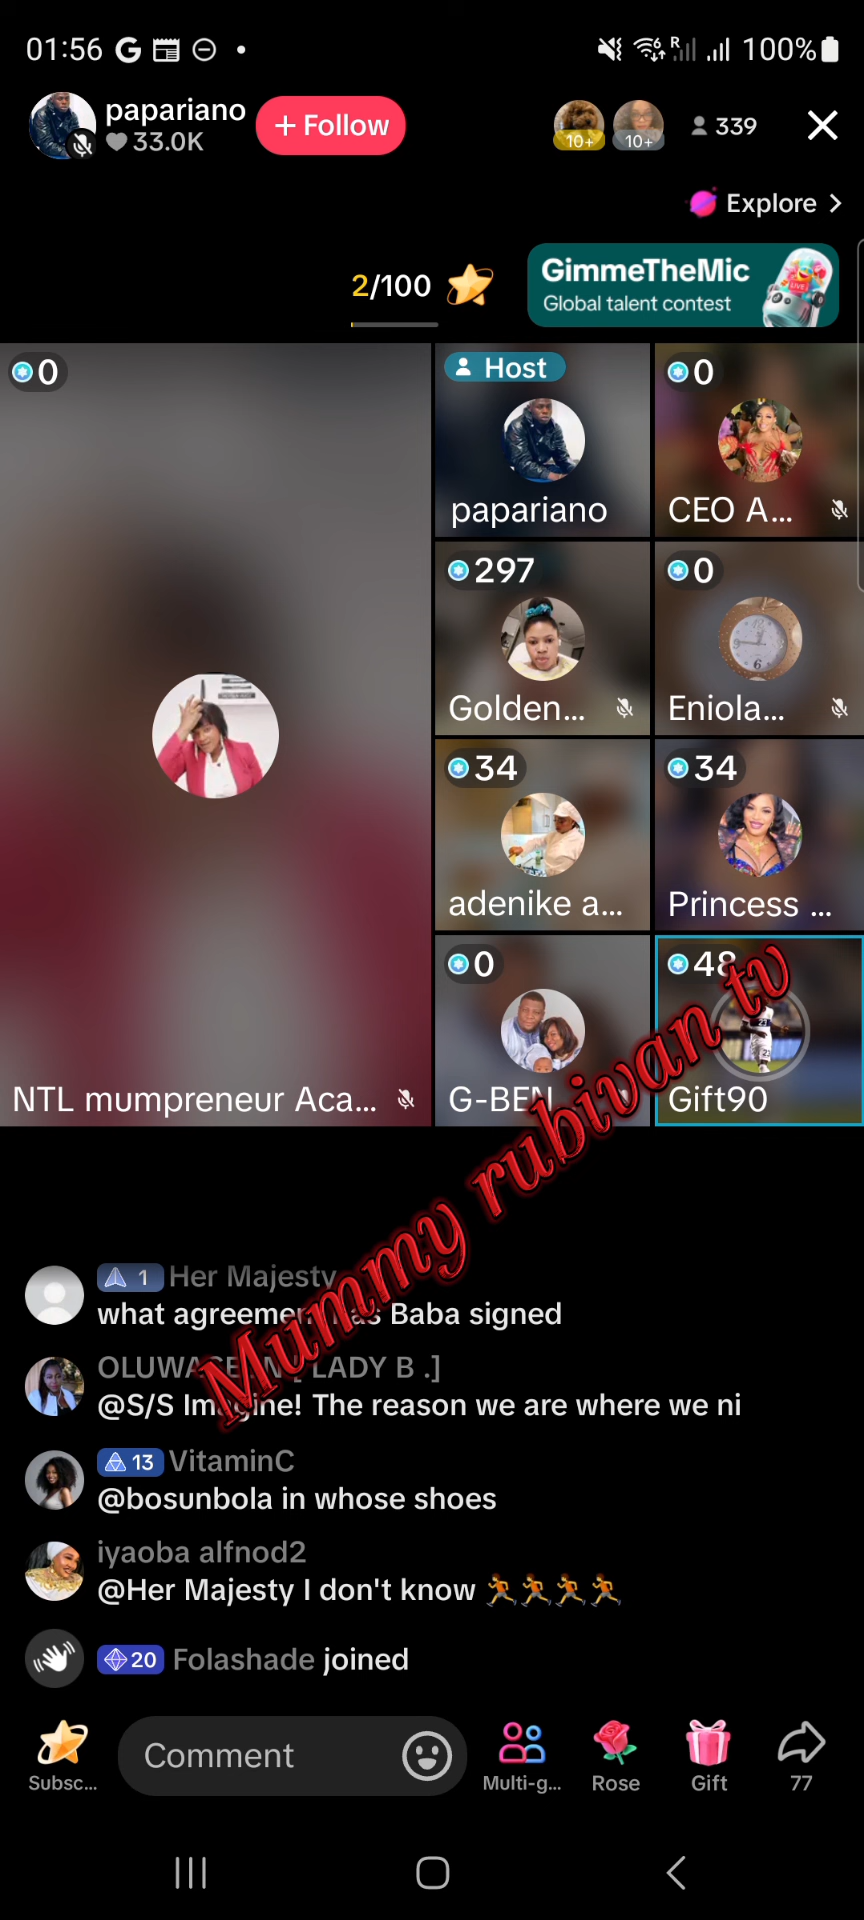 01:56
100%
papariano
33.0K
+ Follow
10+
10+
339
Explore >
2/100
GimmeTheMic
Global talent contest
0
Host
papariano
0
CEO A...
297
Golden...
0
Eniola...
34
adenike a...
34
Princess ...
NTL mumpreneur Aca...
0
G-BEN
48
Gift90
Mummy rubivan tv
1 Her Majesty
what agreement has Baba signed
[ LADY B .]
@S/S Imagine! The reason we are where we ni
13 VitaminC
@bosunbola in whose shoes
iyaoba alfnod2
@Her Majesty I don't know 🏃🏃🏃🏃
20 Folashade joined
Subsc...
Comment
Multi-g...
Rose
Gift
77